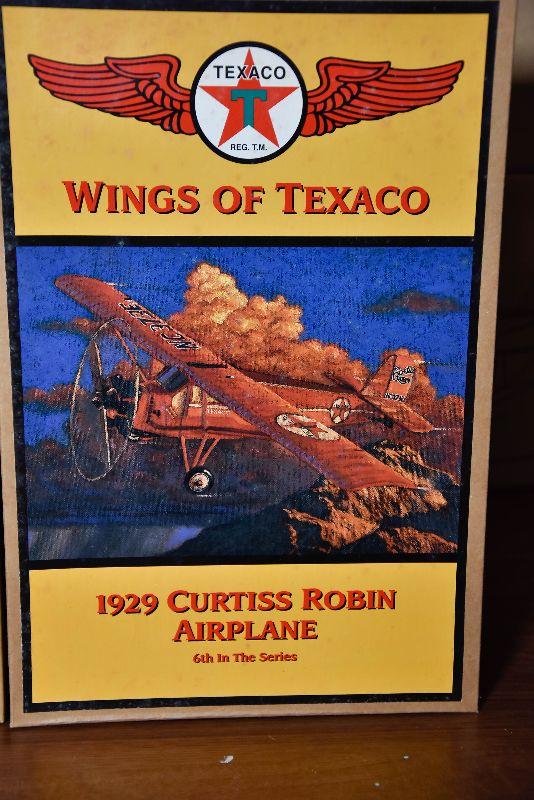 TEXACO
T
REG. T.M.
WINGS OF TEXACO
1929 CURTISS ROBIN
AIRPLANE
6th In The Series